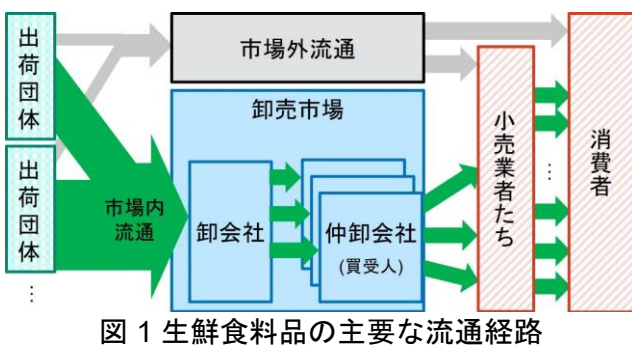 出荷団体
出荷団体
⋮
市場外流通
卸売市場
市場内
流通
卸会社
仲卸会社
(買受人)
小売業者たち
⋮
消費者
図 1 生鮮食料品の主要な流通経路